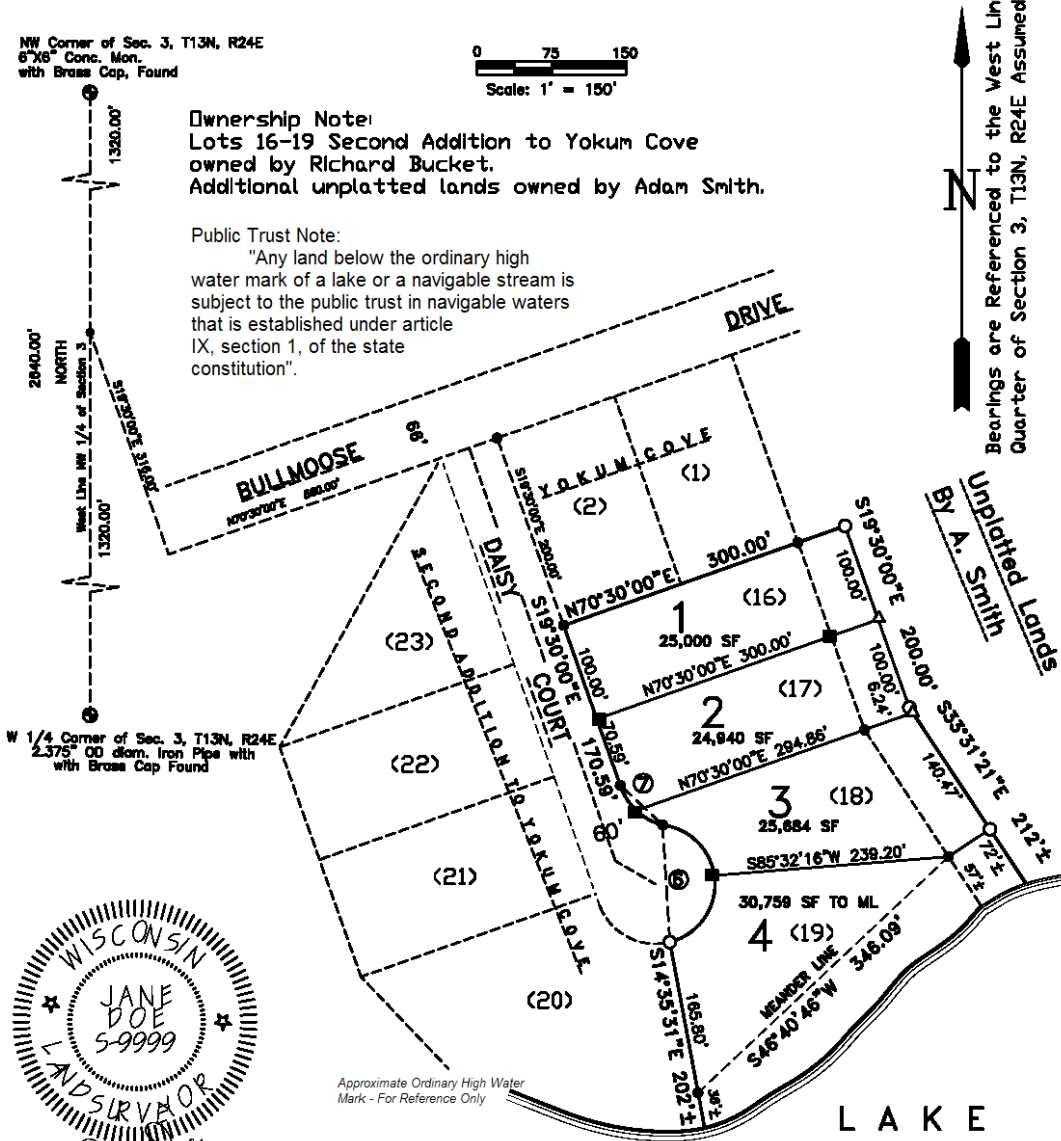 NW Corner of Sec. 3, T13N, R24E
6"X6" Conc. Mon.
with Brass Cap, Found
0 75 150
Scale: 1' = 150'
Ownership Note:
Lots 16-19 Second Addition to Yokum Cove
owned by Richard Bucket.
Additional unplatted lands owned by Adam Smith.
Public Trust Note:
"Any land below the ordinary high
water mark of a lake or a navigable stream is
subject to the public trust in navigable waters
that is established under article
IX, section 1, of the state
constitution".
N
Bearings are Referenced to the West Lin
Quarter of Section 3, T13N, R24E Assumed
1320.00'
2640.00'
NORTH
West Line NW 1/4 of Section 3
1320.00'
S19°30'00"E 316.00'
W 1/4 Corner of Sec. 3, T13N, R24E
2.375" OD diam. Iron Pipe with
with Brass Cap Found
BULLMOOSE
DRIVE
66'
N70°30'00"E 660.00'
S19°30'00"E 200.00'
YOKUM COVE
(1)
(2)
DAISY
COURT
SECOND ADDITION TO YOKUM COVE
(23)
(22)
(21)
(20)
60'
S19°30'00"E
170.59'
N70°30'00"E
300.00'
1
(16)
25,000 SF
100.00'
100.00'
S19°30'00"E 200.00'
N70°30'00"E 300.00'
2
(17)
24,940 SF
70.59'
100.00'
6.24'
N70°30'00"E 294.66'
7
3
(18)
25,684 SF
S33°31'21"E 212'±
140.47'
72'±
57'±
S85°32'16"W 239.20'
6
30,759 SF TO ML
4
(19)
MEANDER LINE
S46°40'46"W 346.09'
S14°35'31"E 202'±
165.80'
36'±
Unplatted Lands
By A. Smith
WISCONSIN
JANE
DOE
S-9999
LAND SURVYOR
Approximate Ordinary High Water
Mark - For Reference Only
LAKE